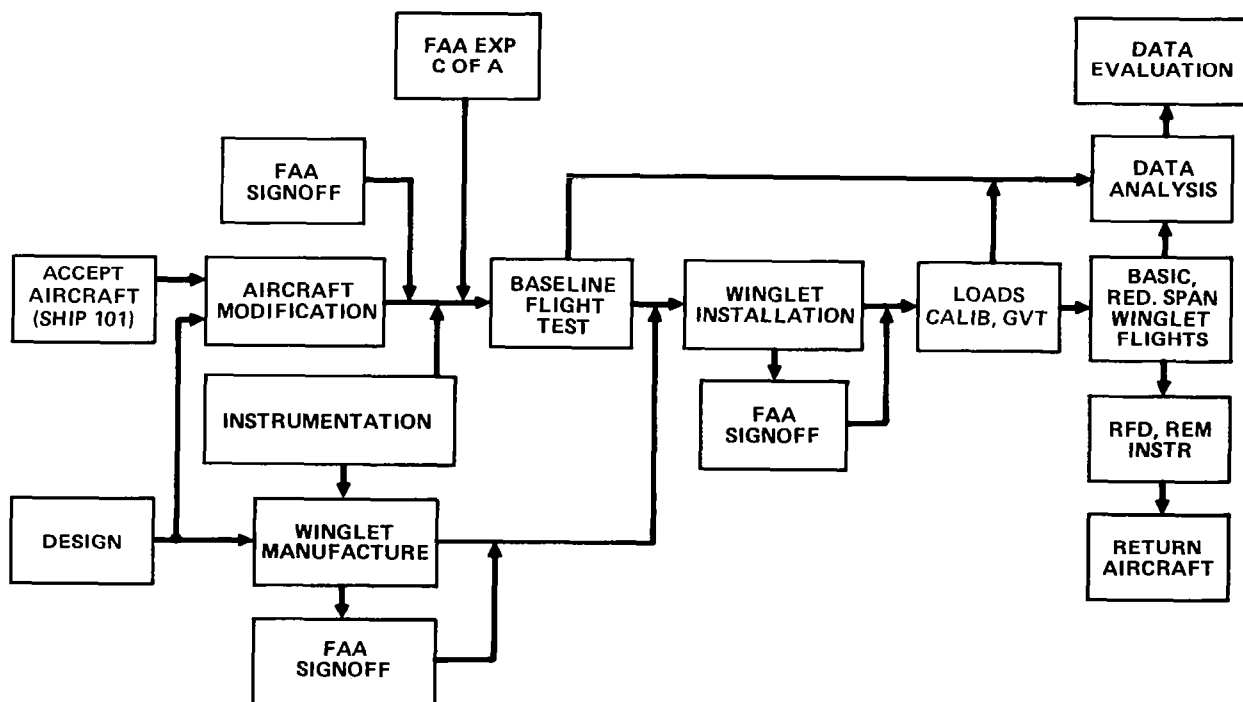 FAA EXP
C OF A
DATA
EVALUATION
FAA
SIGNOFF
DATA
ANALYSIS
ACCEPT
AIRCRAFT
(SHIP 101)
AIRCRAFT
MODIFICATION
BASELINE
FLIGHT
TEST
WINGLET
INSTALLATION
LOADS
CALIB, GVT
BASIC,
RED. SPAN
WINGLET
FLIGHTS
INSTRUMENTATION
FAA
SIGNOFF
RFD, REM
INSTR
DESIGN
WINGLET
MANUFACTURE
RETURN
AIRCRAFT
FAA
SIGNOFF